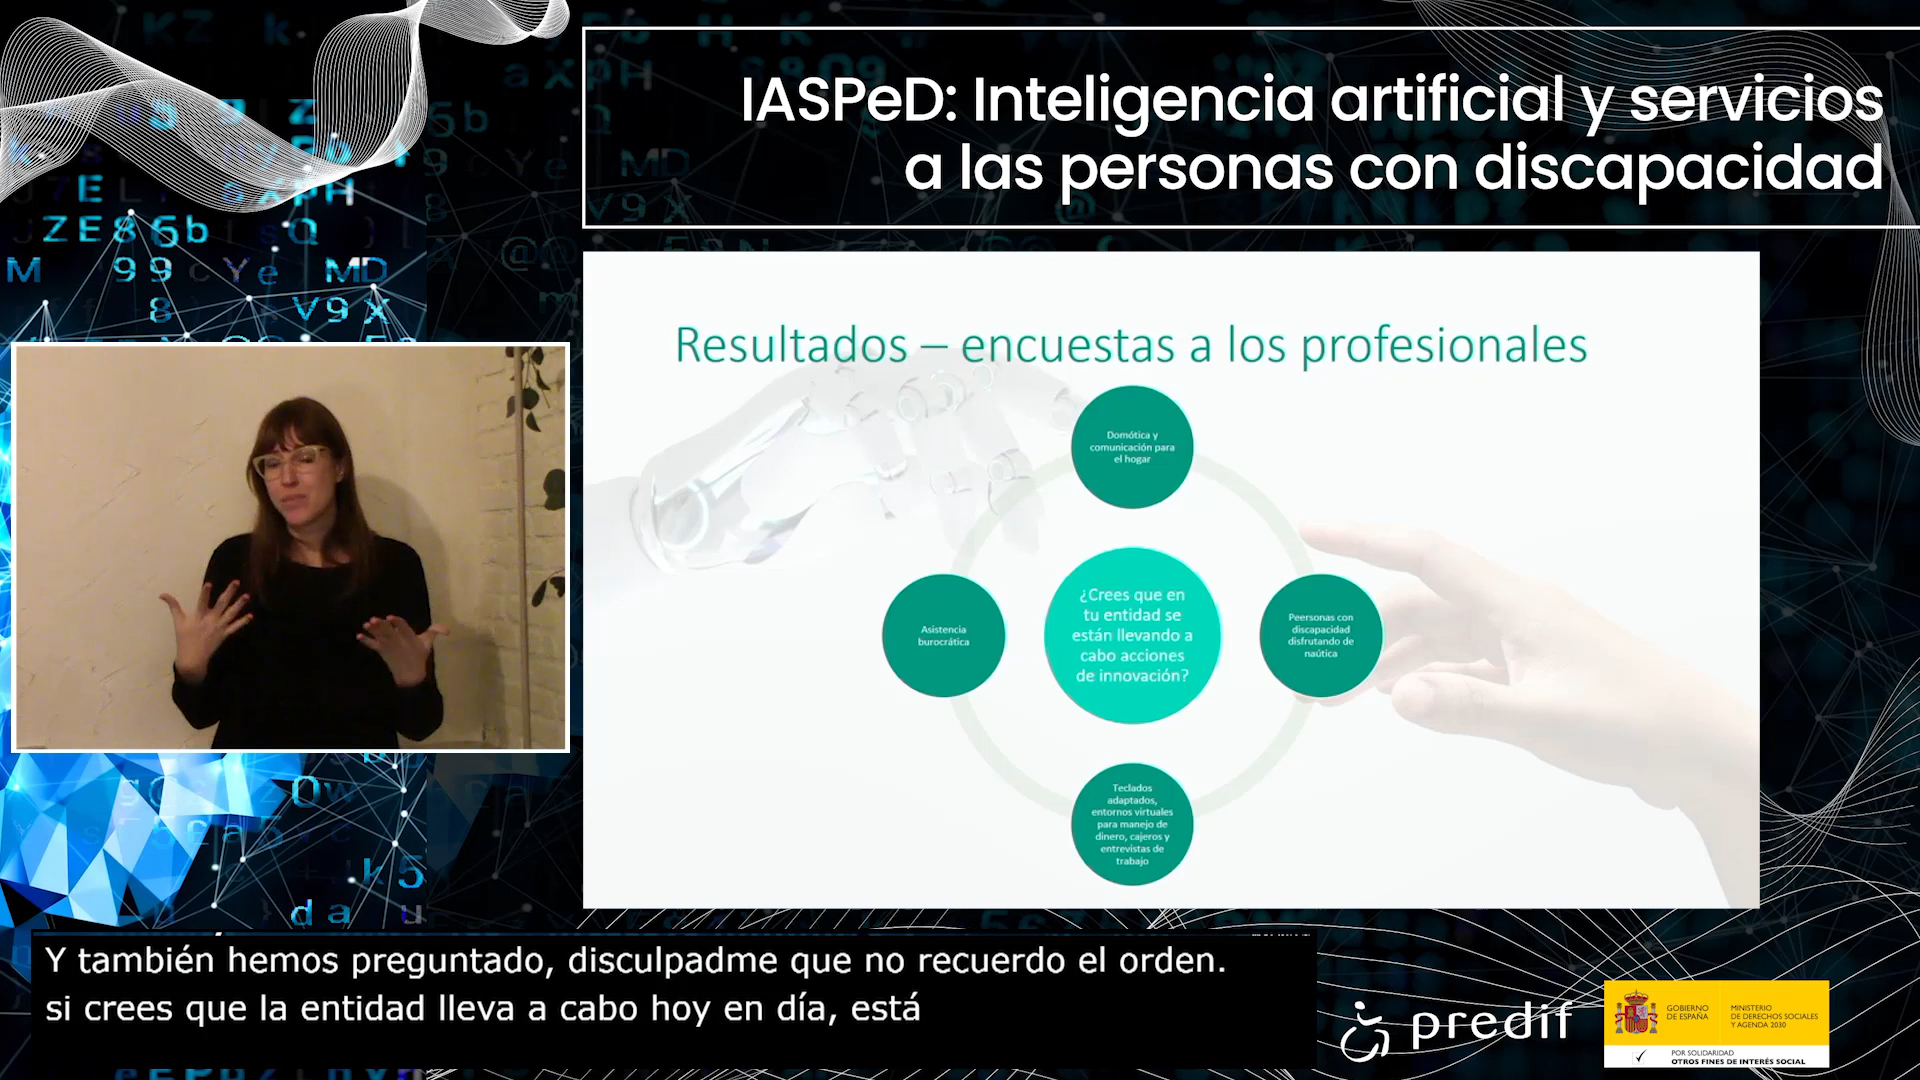 IASPeD: Inteligencia artificial y servicios
a las personas con discapacidad
Resultados – encuestas a los profesionales
Domótica y
comunicación para
el hogar
Asistencia
burocrática
¿Crees que en
tu entidad se
están llevando a
cabo acciones
de innovación?
Peersonas con
discapacidad
disfrutando de
naútica
Teclados
adaptados,
entornos virtuales
para manejo de
dinero, cajeros y
entrevistas de
trabajo
Y también hemos preguntado, disculpadme que no recuerdo el orden.
si crees que la entidad lleva a cabo hoy en día, está
predif
GOBIERNO
DE ESPAÑA
MINISTERIO
DE DERECHOS SOCIALES
Y AGENDA 2030
POR SOLIDARIDAD
OTROS FINES DE INTERÉS SOCIAL